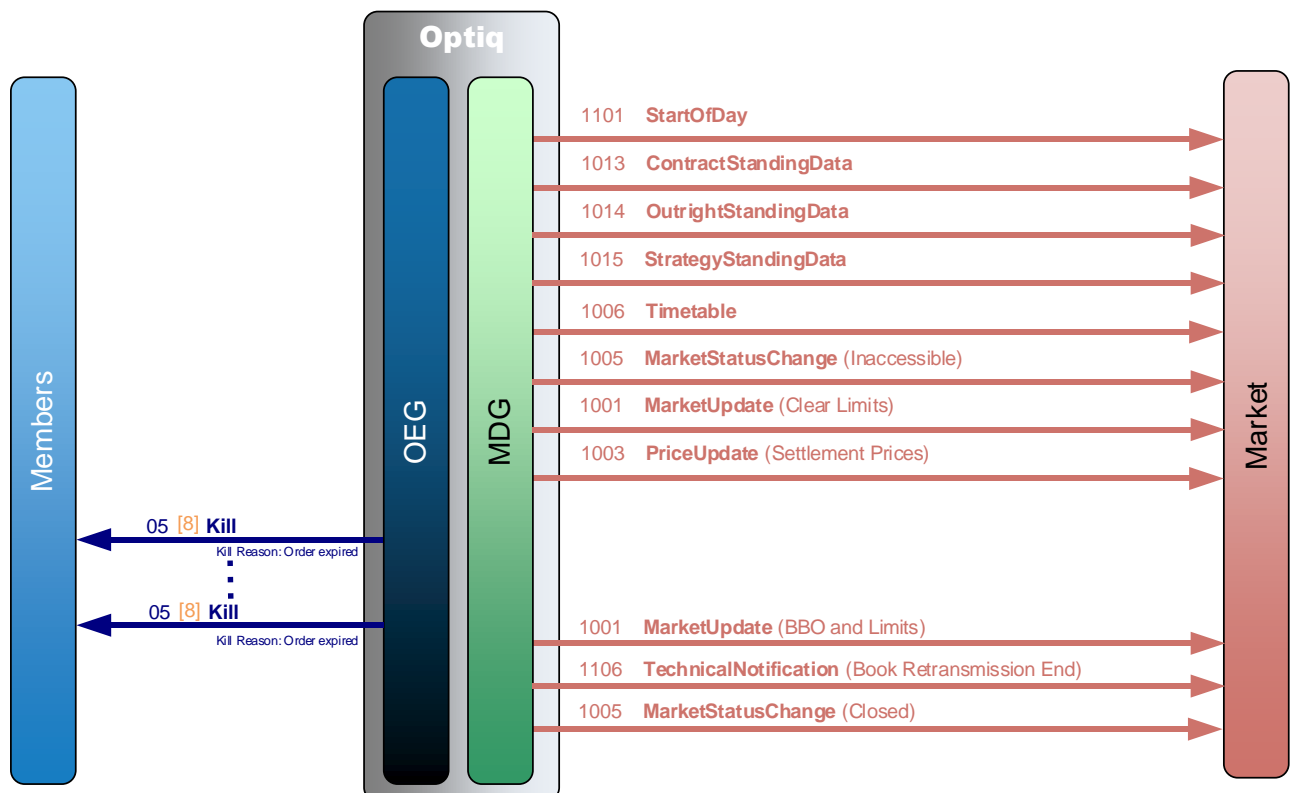 Optiq
Members
OEG
MDG
Market
1101 StartOfDay
1013 ContractStandingData
1014 OutrightStandingData
1015 StrategyStandingData
1006 Timetable
1005 MarketStatusChange (Inaccessible)
1001 MarketUpdate (Clear Limits)
1003 PriceUpdate (Settlement Prices)
05 [8] Kill
Kill Reason: Order expired
05 [8] Kill
Kill Reason: Order expired
1001 MarketUpdate (BBO and Limits)
1106 TechnicalNotification (Book Retransmission End)
1005 MarketStatusChange (Closed)